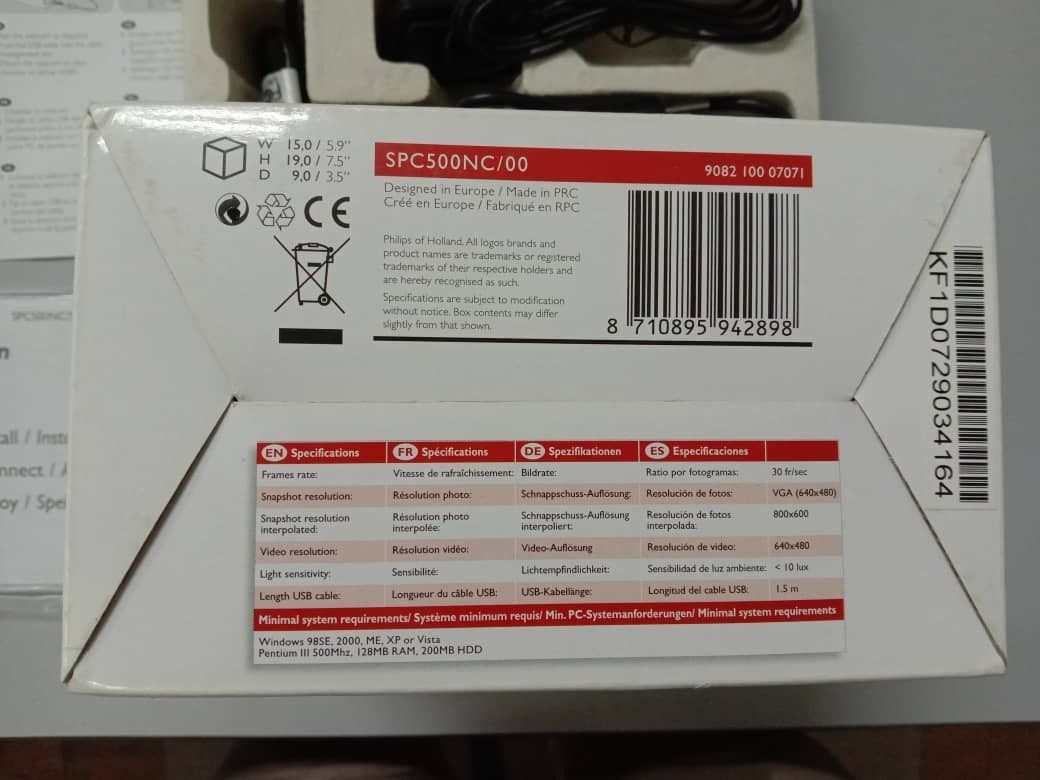 W 15,0 / 5.9"
H 19,0 / 7.5"
D 9,0 / 3.5"
CE
SPC500NC/00 9082 100 07071
Designed in Europe / Made in PRC
Créé en Europe / Fabriqué en RPC
Philips of Holland. All logos brands and
product names are trademarks or registered
trademarks of their respective holders and
are hereby recognised as such.
Specifications are subject to modification
without notice. Box contents may differ
slightly from that shown.
8 710895 942898
KF1D0729034164
EN Specifications FR Spécifications DE Spezifikationen ES Especificaciones
Frames rate: Vitesse de rafraîchissement: Bildrate: Ratio por fotogramas: 30 fr/sec
Snapshot resolution: Résolution photo: Schnappschuss-Auflösung: Resolución de fotos: VGA (640x480)
Snapshot resolution Résolution photo Schnappschuss-Auflösung Resolución de fotos 800x600
interpolated: interpolée: interpoliert: interpolada:
Video resolution: Résolution vidéo: Video-Auflösung Resolución de video: 640x480
Light sensitivity: Sensibilité: Lichtempfindlichkeit: Sensibilidad de luz ambiente: < 10 lux
Length USB cable: Longueur du câble USB: USB-Kabellänge: Longitud del cable USB: 1.5 m
Minimal system requirements/ Système minimum requis/ Min. PC-Systemanforderungen/ Minimal system requirements
Windows 98SE, 2000, ME, XP or Vista
Pentium III 500Mhz, 128MB RAM, 200MB HDD